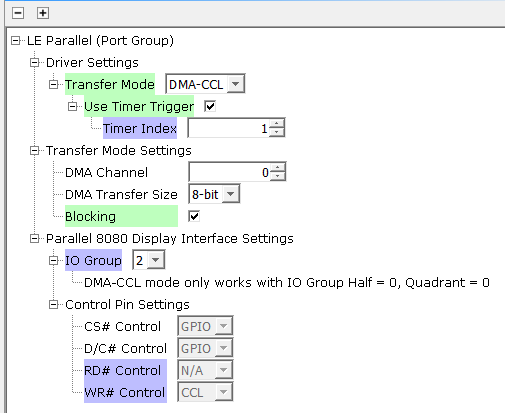 LE Parallel (Port Group)
Driver Settings
Transfer Mode DMA-CCL
Use Timer Trigger
Timer Index 1
Transfer Mode Settings
DMA Channel 0
DMA Transfer Size 8-bit
Blocking
Parallel 8080 Display Interface Settings
IO Group 2
DMA-CCL mode only works with IO Group Half = 0, Quadrant = 0
Control Pin Settings
CS# Control GPIO
D/C# Control GPIO
RD# Control N/A
WR# Control CCL